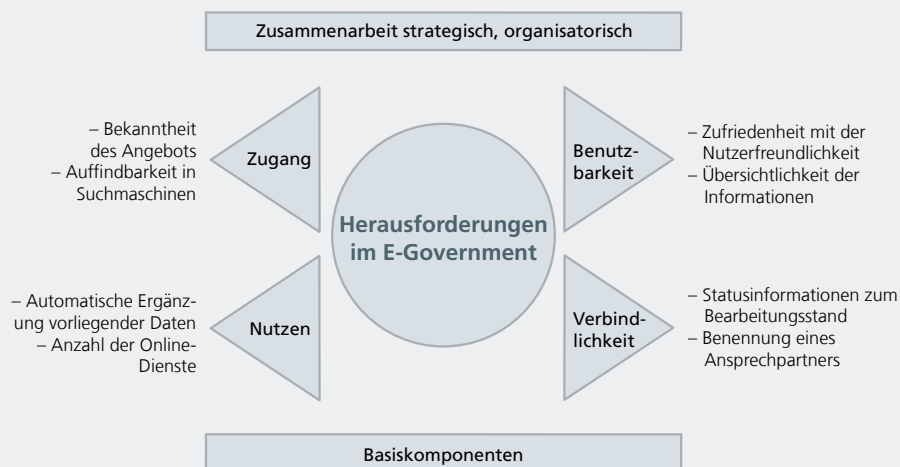 Zusammenarbeit strategisch, organisatorisch
– Bekanntheit
des Angebots
– Auffindbarkeit in
Suchmaschinen
Zugang
Herausforderungen
im E-Government
Benutz-
barkeit
– Zufriedenheit mit der
Nutzerfreundlichkeit
– Übersichtlichkeit der
Informationen
– Automatische Ergänz-
ung vorliegender Daten
– Anzahl der Online-
Dienste
Nutzen
Verbind-
lichkeit
– Statusinformationen zum
Bearbeitungsstand
– Benennung eines
Ansprechpartners
Basiskomponenten